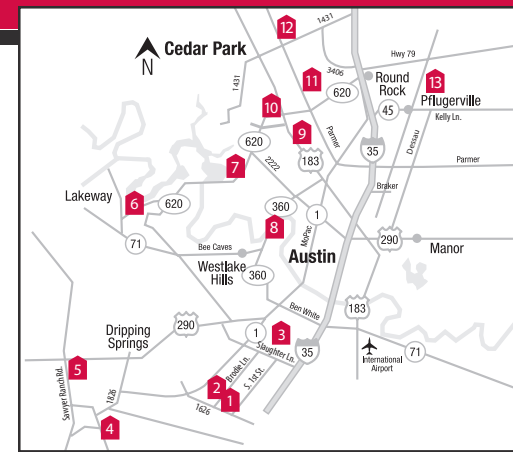 12
1431
Cedar Park
N
Hwy 79
3406
11
Round
Rock
13
1431
620
Pflugerville
10
45
Kelly Ln.
9
Parmer
Dessau
620
2222
183
35
Parmer
7
Braker
Lakeway
6
620
360
1
8
MoPac
71
Bee Caves
290
Manor
Westlake
Hills
Austin
360
183
Ben White
Dripping
Springs
290
1
3
Slaughter Ln.
35
International
Airport
71
5
Sawyer Ranch Rd.
1826
2
Brodie Ln.
1
S. 1st St.
1626
4